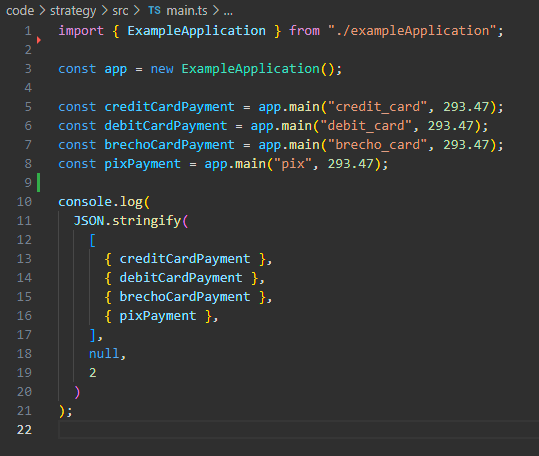 code > strategy > src > TS main.ts > ...
1 import { ExampleApplication } from "./exampleApplication";
2
3 const app = new ExampleApplication();
4
5 const creditCardPayment = app.main("credit_card", 293.47);
6 const debitCardPayment = app.main("debit_card", 293.47);
7 const brechoCardPayment = app.main("brecho_card", 293.47);
8 const pixPayment = app.main("pix", 293.47);
9
10 console.log(
11   JSON.stringify(
12     [
13       { creditCardPayment },
14       { debitCardPayment },
15       { brechoCardPayment },
16       { pixPayment },
17     ],
18     null,
19     2
20   )
21 );
22